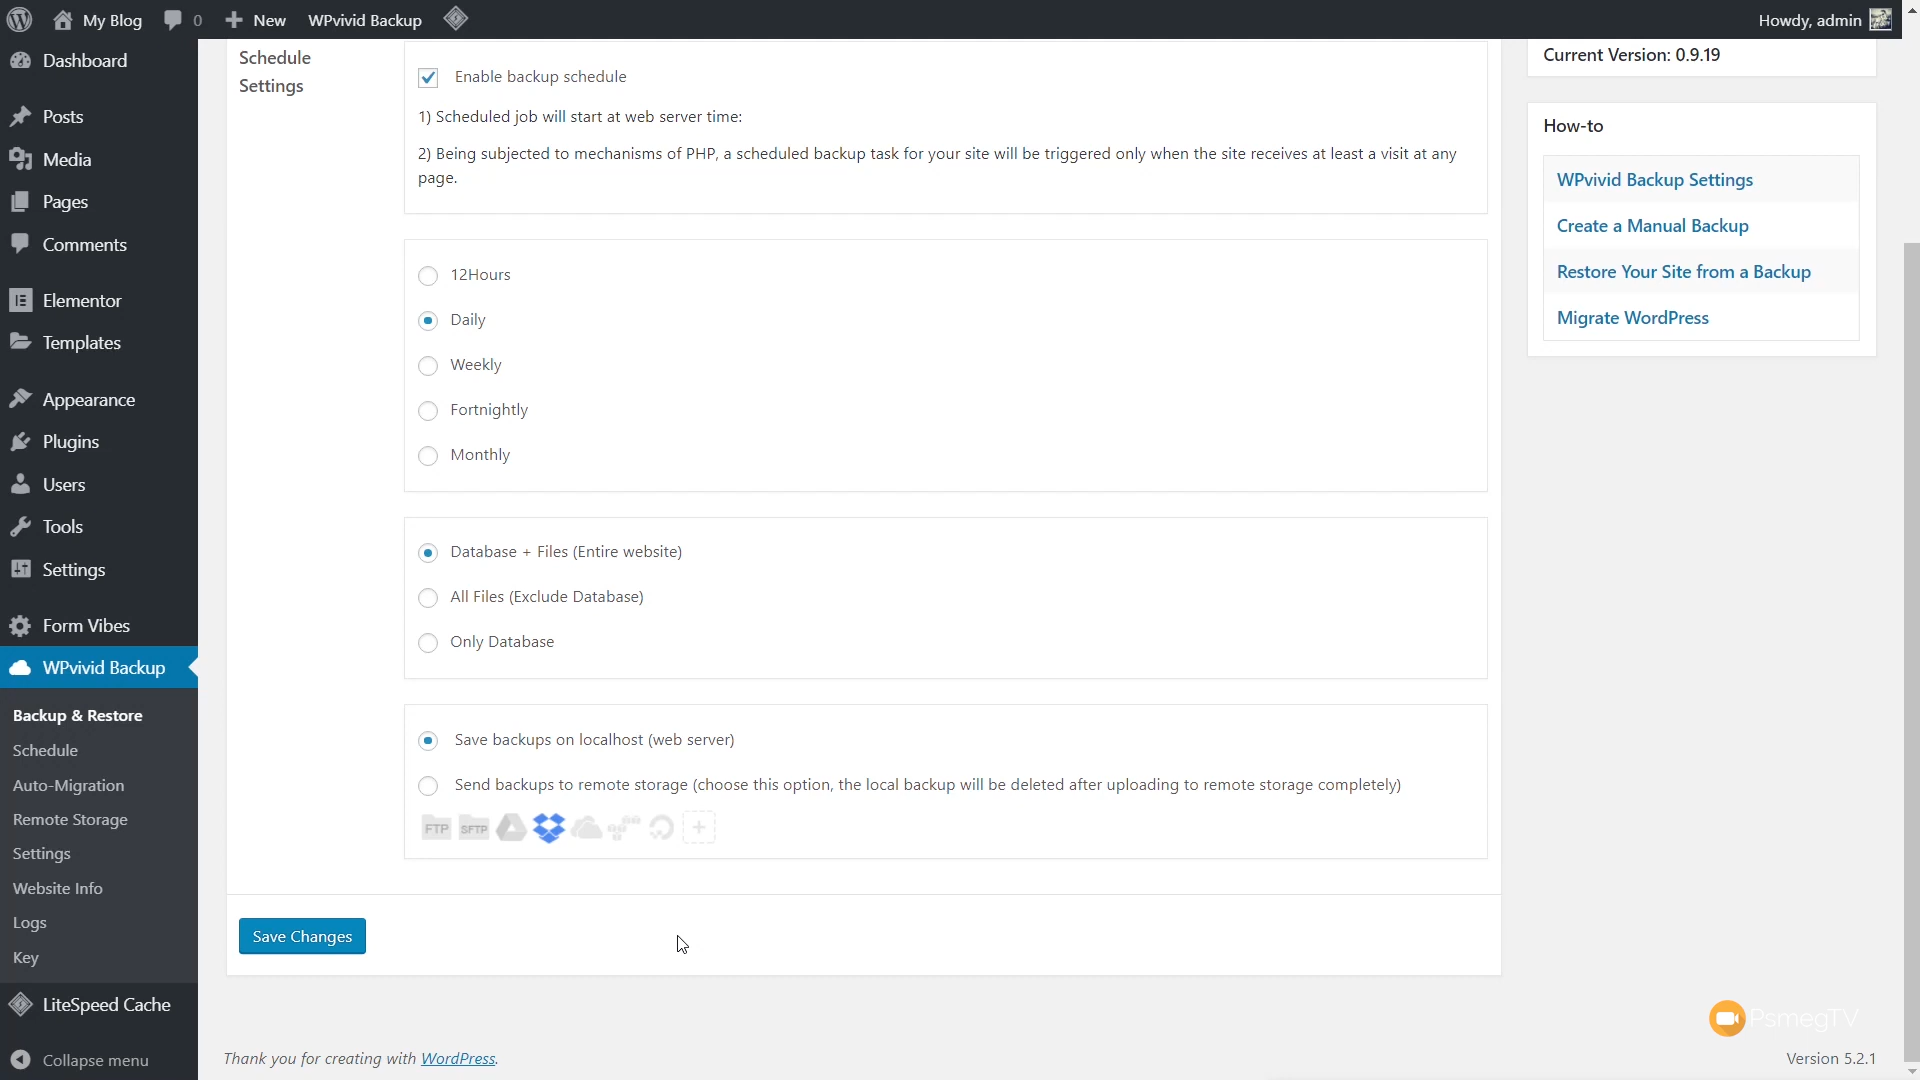 My Blog 0 New WPvivid Backup Howdy, admin
Dashboard
Posts
Media
Pages
Comments
Elementor
Templates
Appearance
Plugins
Users
Tools
Settings
Form Vibes
WPvivid Backup
Backup & Restore
Schedule
Auto-Migration
Remote Storage
Settings
Website Info
Logs
Key
LiteSpeed Cache
Collapse menu
Schedule
Settings
Enable backup schedule
1) Scheduled job will start at web server time:
2) Being subjected to mechanisms of PHP, a scheduled backup task for your site will be triggered only when the site receives at least a visit at any
page.
12Hours
Daily
Weekly
Fortnightly
Monthly
Database + Files (Entire website)
All Files (Exclude Database)
Only Database
Save backups on localhost (web server)
Send backups to remote storage (choose this option, the local backup will be deleted after uploading to remote storage completely)
FTP SFTP
Save Changes
Current Version: 0.9.19
How-to
WPvivid Backup Settings
Create a Manual Backup
Restore Your Site from a Backup
Migrate WordPress
PsmegTV
Thank you for creating with WordPress.
Version 5.2.1